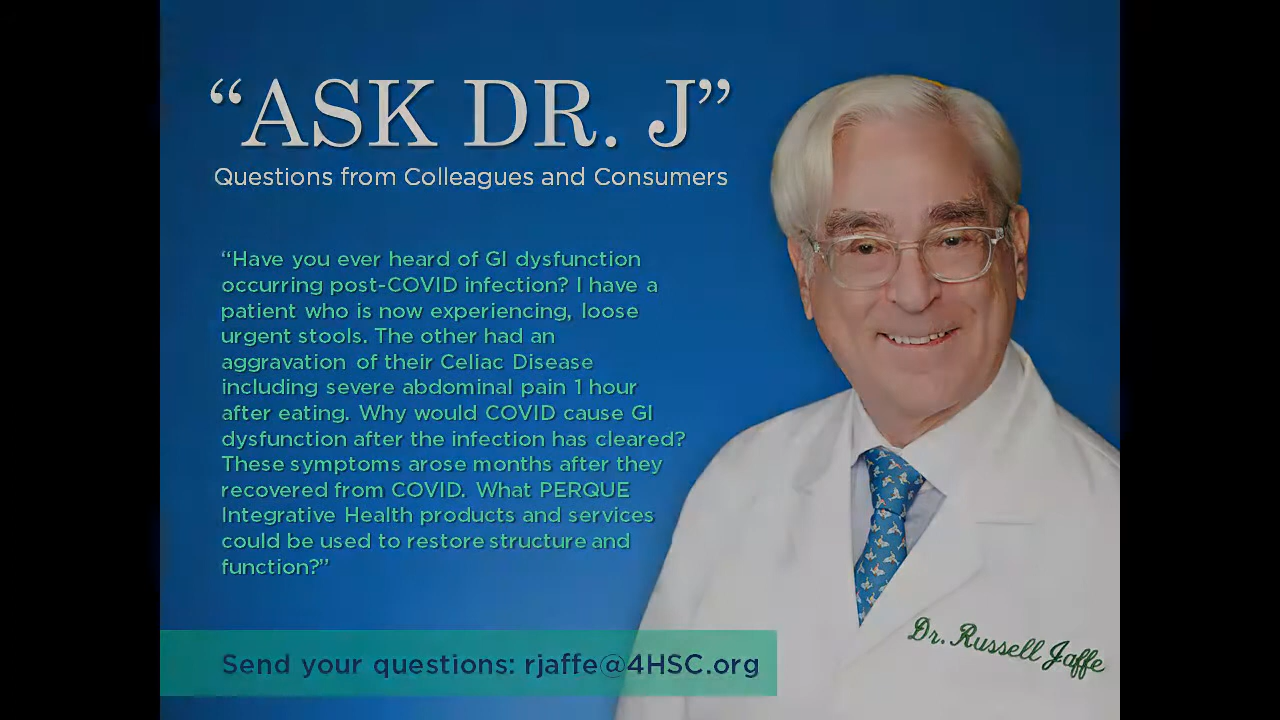 “ASK DR. J”
Questions from Colleagues and Consumers
“Have you ever heard of GI dysfunction
occurring post-COVID infection? I have a
patient who is now experiencing, loose
urgent stools. The other had an
aggravation of their Celiac Disease
including severe abdominal pain 1 hour
after eating. Why would COVID cause GI
dysfunction after the infection has cleared?
These symptoms arose months after they
recovered from COVID. What PERQUE
Integrative Health products and services
could be used to restore structure and
function?”
Send your questions: rjaffe@4HSC.org
Dr. Russell Jaffe